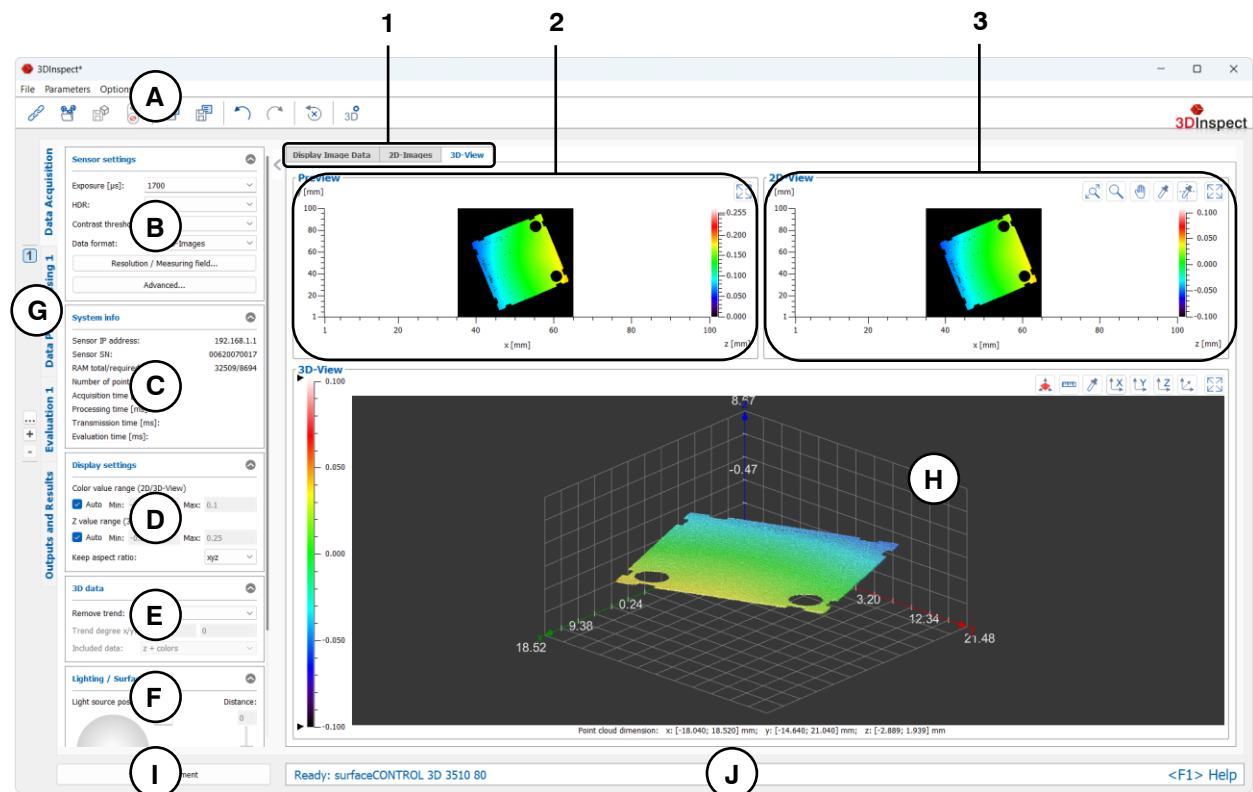 1 2 3
3DInspect*
File Parameters Options
A
3D
3DInspect
Data Acquisition
1
G
Evaluation 1
...
+
-
Outputs and Results
Sensor settings
Exposure [µs]: 1700
HDR:
Contrast
B
Data format: -Images
Resolution / Measuring field...
Advanced...
System info
Sensor IP address: 192.168.1.1
Sensor SN: 00620070017
RAM total/required 32509/8694
Number of
C
Acquisition time
Processing time [ms]
Transmission time [ms]:
Evaluation time [ms]:
Display settings
Color value range (2D/3D-View)
Auto Min: Max: 0.1
D
Z value range
Auto Min: Max: 0.25
Keep aspect ratio: xyz
3D data
Remove trend:
E
Trend degree x/y 0
Included data: z + colors
Lighting /
F
Light source Distance:
0
I
Display Image Data 2D-Images 3D-View
Preview
y [mm]
100
80
60
40
20
1
1 20 40 60 80 100
x [mm] z [mm]
0.255
0.200
0.150
0.100
0.050
0.000
2D-View
[mm]
100
80
60
40
20
1
1 20 40 60 80 100
x [mm] z [mm]
0.100
0.050
0.000
-0.050
-0.100
3D-View
X Y Z
0.100
0.050
0.000
-0.050
-0.100
-0.47
H
0.24
9.38
18.52
3.20
12.34
21.48
Point cloud dimension: x: [-18.040; 18.520] mm; y: [-14.640; 21.040] mm; z: [-2.889; 1.939] mm
Ready: surfaceCONTROL 3D 3510 80
J
<F1> Help